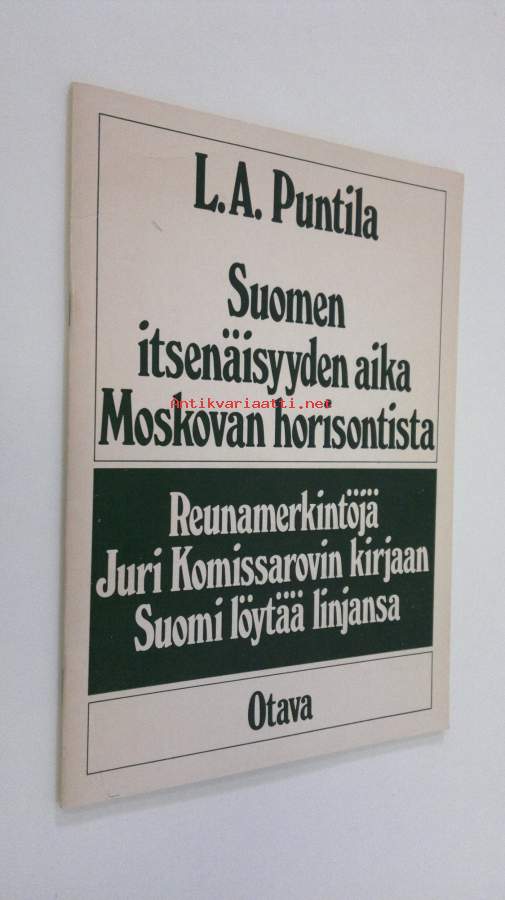 L.A. Puntila
Suomen
itsenäisyyden aika
Antikvariaatti.net
Moskovan horisontista
Reunamerkintöjä
Juri Komissarovin kirjaan
Suomi löytää linjansa
Otava